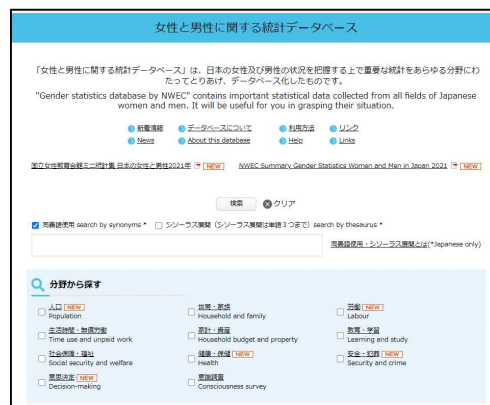 女性と男性に関する統計データベース
「女性と男性に関する統計データベース」は、日本の女性及び男性の状況を把握する上で重要な統計をあらゆる分野にわ
たってとりあげ、データベース化したものです。
"Gender statistics database by NWEC" contains important statistical data collected from all fields of Japanese
women and men. It will be useful for you in grasping their situation.
新着情報 データベースについて 利用方法 リンク
News About this database Help Links
国立女性教育会館ミニ統計集 日本の女性と男性2021年 NEW NWEC Summary Gender Statistics Women and Men in Japan 2021 NEW
検索 クリア
同義語使用 search by synonyms * シソーラス展開（シソーラス展開は単語３つまで）search by thesaurus *
同義語使用・シソーラス展開とは(*Japanese only)
分野から探す
人口 NEW 世帯・家族 労働 NEW
Population Household and family Labour
生活時間・無償労働 家計・資産 教育・学習
Time use and unpaid work Household budget and property Learning and study
社会保障・福祉 健康・保健 NEW 安全・犯罪 NEW
Social security and welfare Health Security and crime
意思決定 NEW 意識調査
Decision-making Consciousness survey